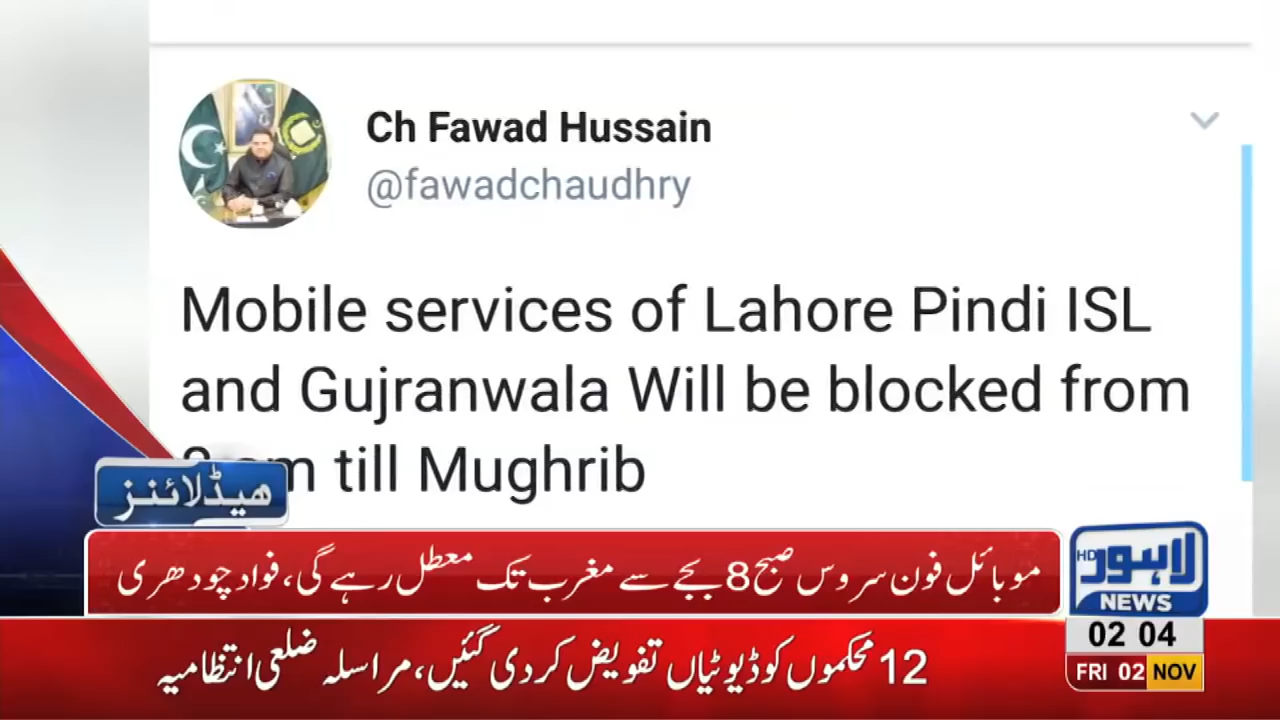 Ch Fawad Hussain
@fawadchaudhry
Mobile services of Lahore Pindi ISL
and Gujranwala Will be blocked from
till Mughrib
ہیڈلائنز
موبائل فون سروس صبح 8 بجے سے مغرب تک معطل رہے گی، فواد چودھری
HD لاہور
NEWS
12 محکموں کو ڈیوٹیاں تفویض کر دی گئیں، مراسلہ ضلعی انتظامیہ
02 04
FRI 02 NOV